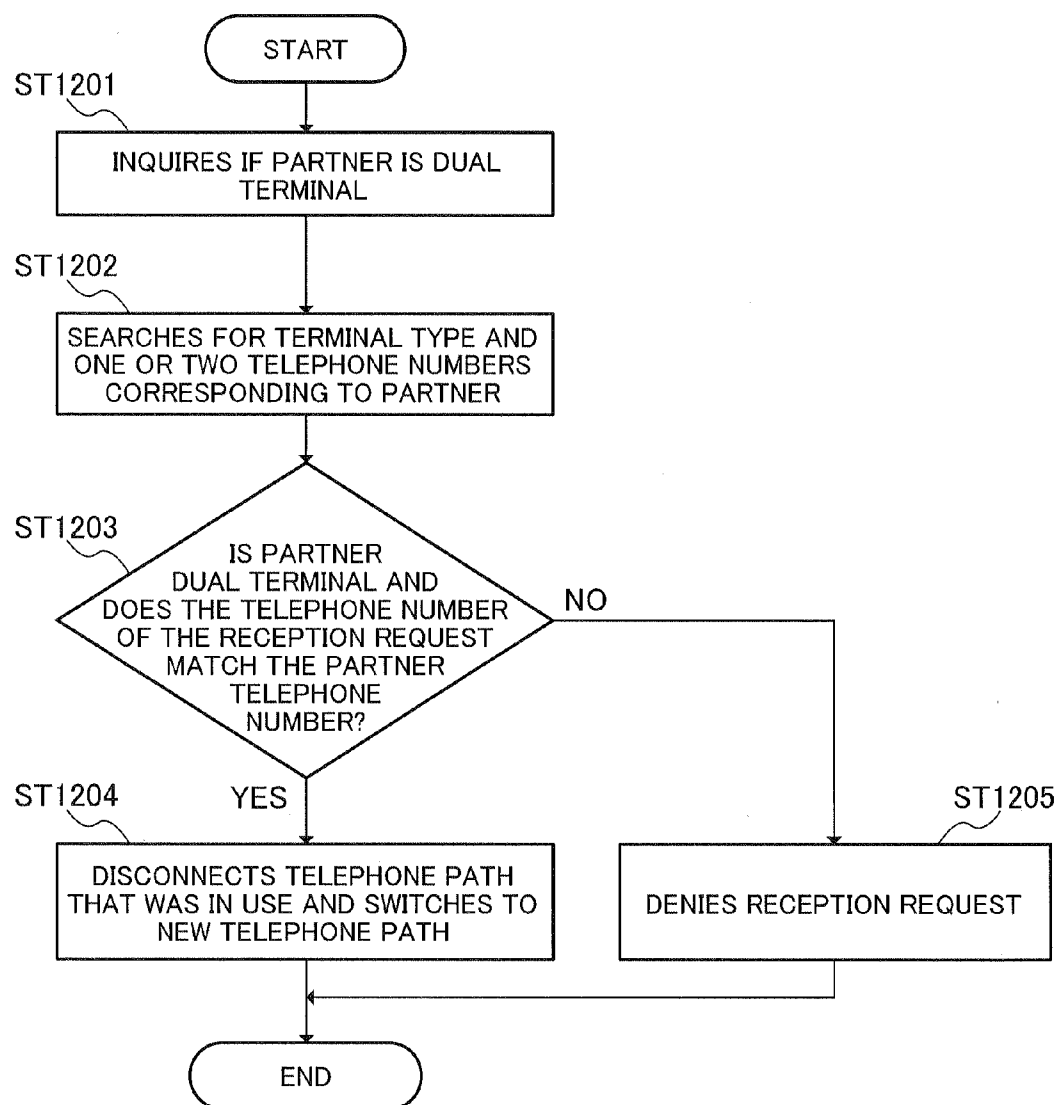 START
ST1201
INQUIRES IF PARTNER IS DUAL
TERMINAL
ST1202
SEARCHES FOR TERMINAL TYPE AND
ONE OR TWO TELEPHONE NUMBERS
CORRESPONDING TO PARTNER
ST1203
IS PARTNER
DUAL TERMINAL AND
DOES THE TELEPHONE NUMBER
OF THE RECEPTION REQUEST
MATCH THE PARTNER
TELEPHONE
NUMBER?
NO
YES
ST1204
DISCONNECTS TELEPHONE PATH
THAT WAS IN USE AND SWITCHES TO
NEW TELEPHONE PATH
ST1205
DENIES RECEPTION REQUEST
END